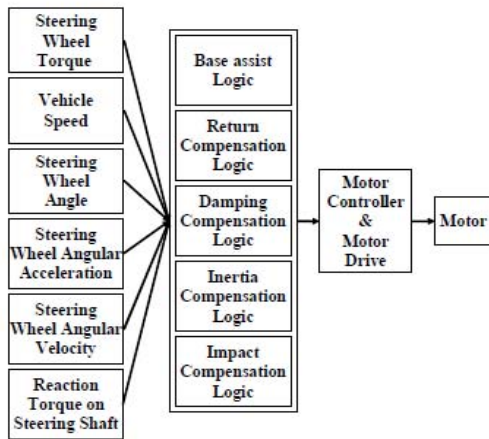 Steering
Wheel
Torque
Vehicle
Speed
Steering
Wheel
Angle
Steering
Wheel Angular
Acceleration
Steering
Wheel Angular
Velocity
Reaction
Torque on
Steering Shaft
Base assist
Logic
Return
Compensation
Logic
Damping
Compensation
Logic
Inertia
Compensation
Logic
Impact
Compensation
Logic
Motor
Controller
&
Motor
Drive
Motor